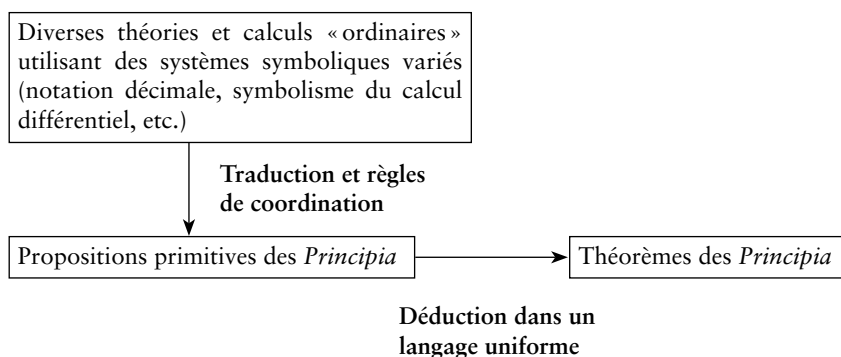 Diverses théories et calculs « ordinaires »
utilisant des systèmes symboliques variés
(notation décimale, symbolisme du calcul
différentiel, etc.)
Traduction et règles
de coordination
Propositions primitives des Principia
Théorèmes des Principia
Déduction dans un
langage uniforme